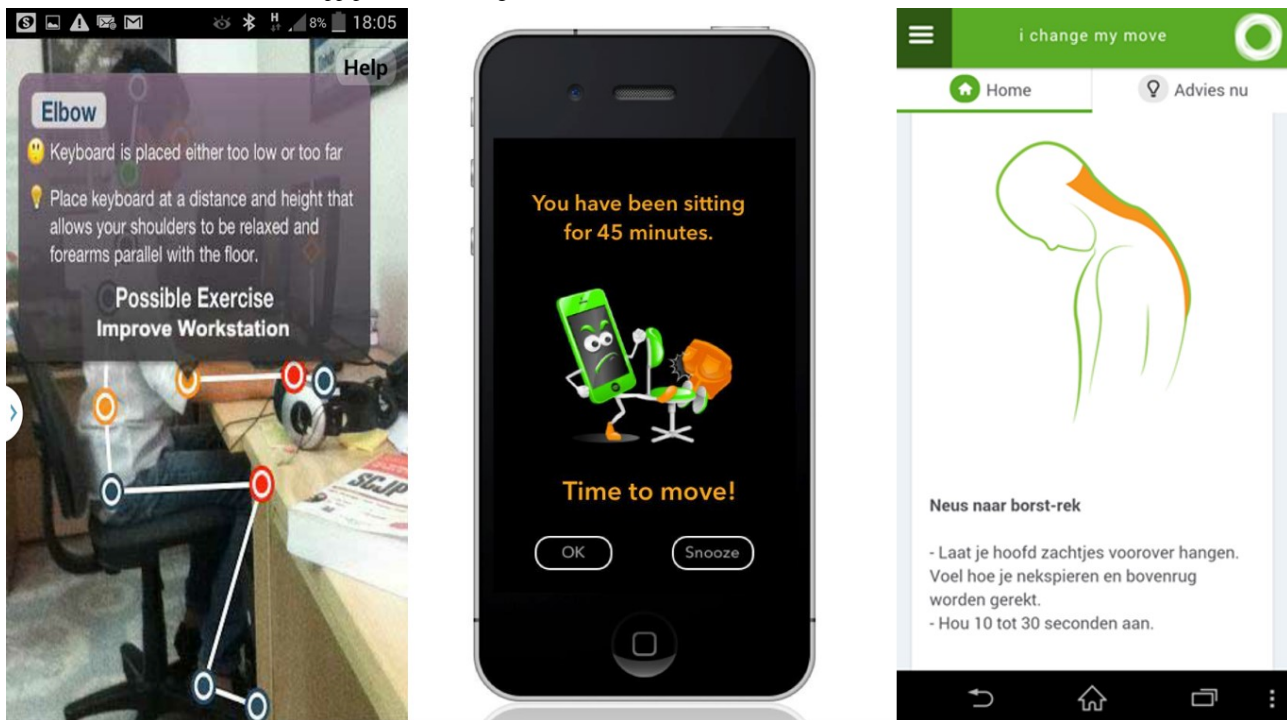 8%
18:05
Help
Elbow
Keyboard is placed either too low or too far
Place keyboard at a distance and height that
allows your shoulders to be relaxed and
forearms parallel with the floor.
Possible Exercise
Improve Workstation
SCJP
You have been sitting
for 45 minutes.
Time to move!
OK
Snooze
i change my move
Home
Advies nu
Neus naar borst-rek
- Laat je hoofd zachtjes voorover hangen.
Voel hoe je nekspieren en bovenrug
worden gerekt.
- Hou 10 tot 30 seconden aan.